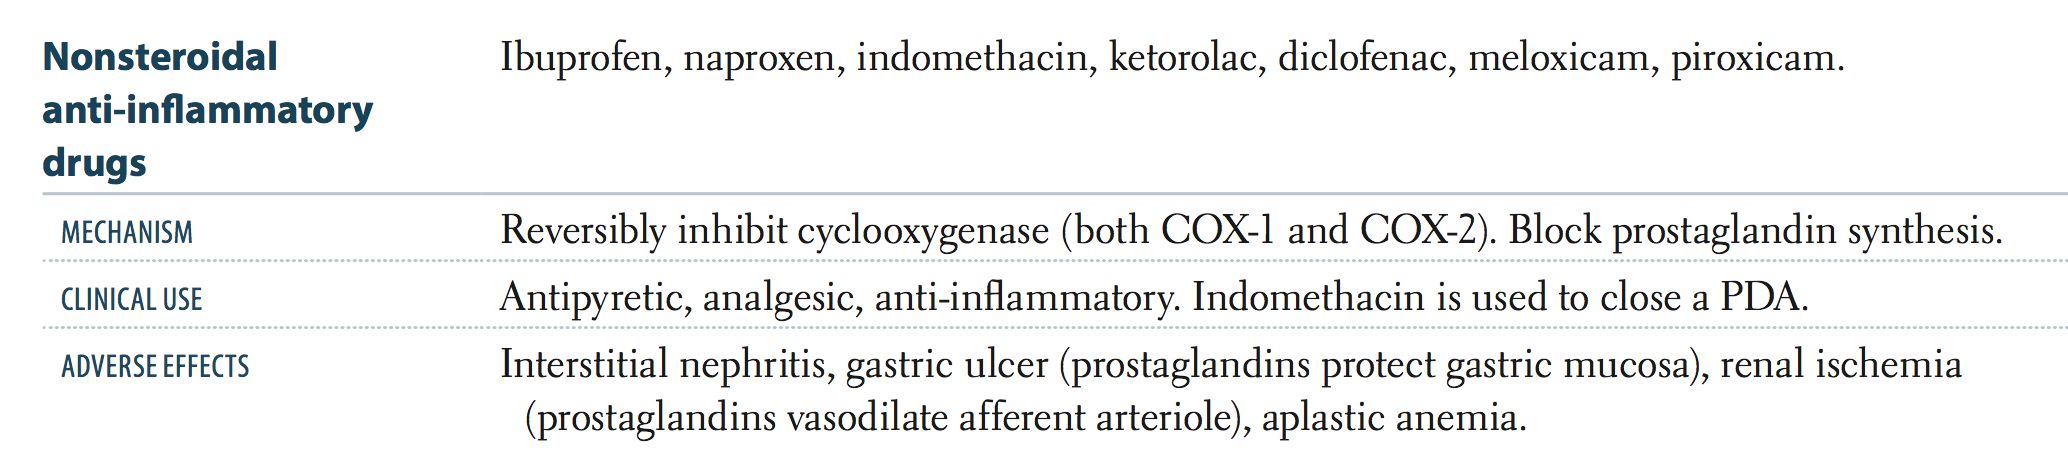 Nonsteroidal
anti-inflammatory
drugs
Ibuprofen, naproxen, indomethacin, ketorolac, diclofenac, meloxicam, piroxicam.
MECHANISM
Reversibly inhibit cyclooxygenase (both COX-1 and COX-2). Block prostaglandin synthesis.
CLINICAL USE
Antipyretic, analgesic, anti-inflammatory. Indomethacin is used to close a PDA.
ADVERSE EFFECTS
Interstitial nephritis, gastric ulcer (prostaglandins protect gastric mucosa), renal ischemia
(prostaglandins vasodilate afferent arteriole), aplastic anemia.